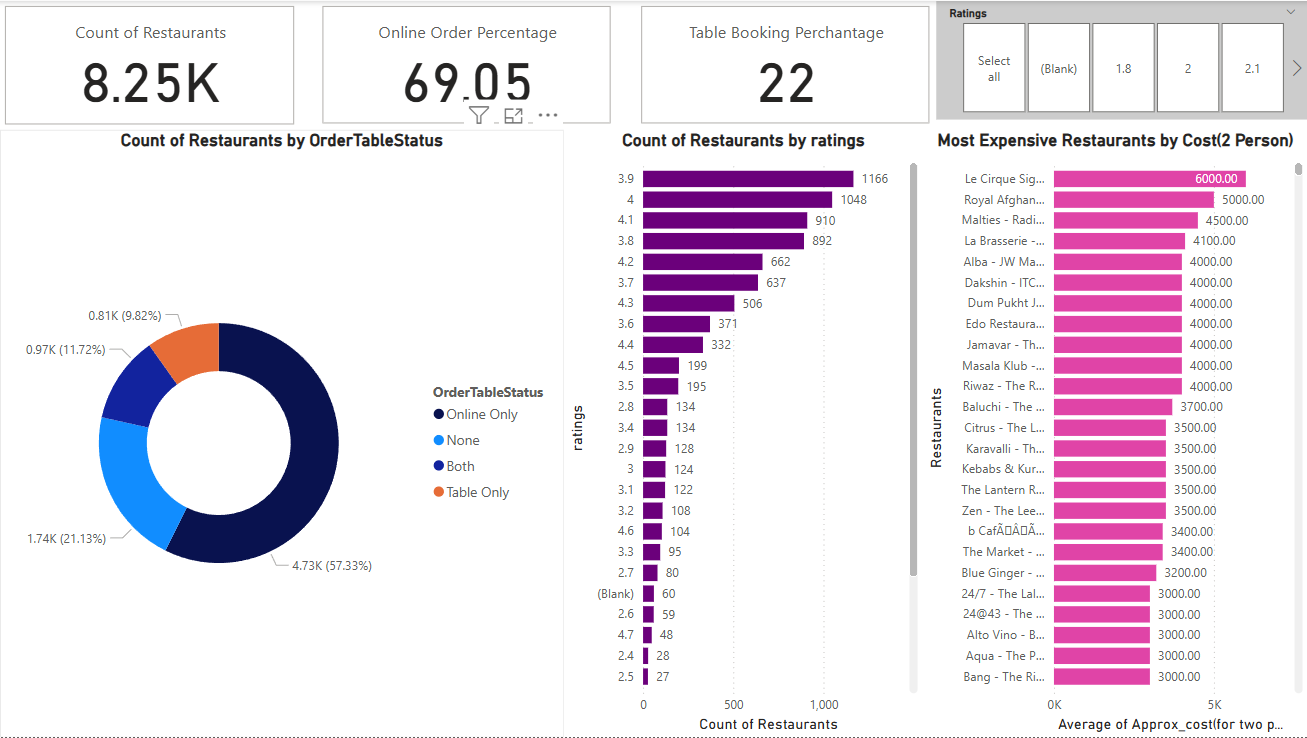 Count of Restaurants
8.25K
Online Order Percentage
69.05
Table Booking Perchantage
22
Ratings
Select all
(Blank)
1.8
2
2.1
Count of Restaurants by OrderTableStatus
0.81K (9.82%)
0.97K (11.72%)
1.74K (21.13%)
4.73K (57.33%)
OrderTableStatus
Online Only
None
Both
Table Only
Count of Restaurants by ratings
ratings
3.9 1166
4 1048
4.1 910
3.8 892
4.2 662
3.7 637
4.3 506
3.6 371
4.4 332
4.5 199
3.5 195
2.8 134
3.4 134
2.9 128
3 124
3.1 122
3.2 108
4.6 104
3.3 95
2.7 80
(Blank) 60
2.6 59
4.7 48
2.4 28
2.5 27
0 500 1,000
Count of Restaurants
Most Expensive Restaurants by Cost(2 Person)
Restaurants
Le Cirque Sig... 6000.00
Royal Afghan... 5000.00
Malties - Radi... 4500.00
La Brasserie -... 4100.00
Alba - JW Ma... 4000.00
Dakshin - ITC... 4000.00
Dum Pukht J... 4000.00
Edo Restaura... 4000.00
Jamavar - Th... 4000.00
Masala Klub -... 4000.00
Riwaz - The R... 4000.00
Baluchi - The ... 3700.00
Citrus - The L... 3500.00
Karavalli - Th... 3500.00
Kebabs & Kur... 3500.00
The Lantern R... 3500.00
Zen - The Lee... 3500.00
b CafÃ▯Â▯Ã... 3400.00
The Market - ... 3400.00
Blue Ginger - ... 3200.00
24/7 - The Lal... 3000.00
24@43 - The ... 3000.00
Alto Vino - B... 3000.00
Aqua - The P... 3000.00
Bang - The Ri... 3000.00
0K 5K
Average of Approx_cost(for two p...